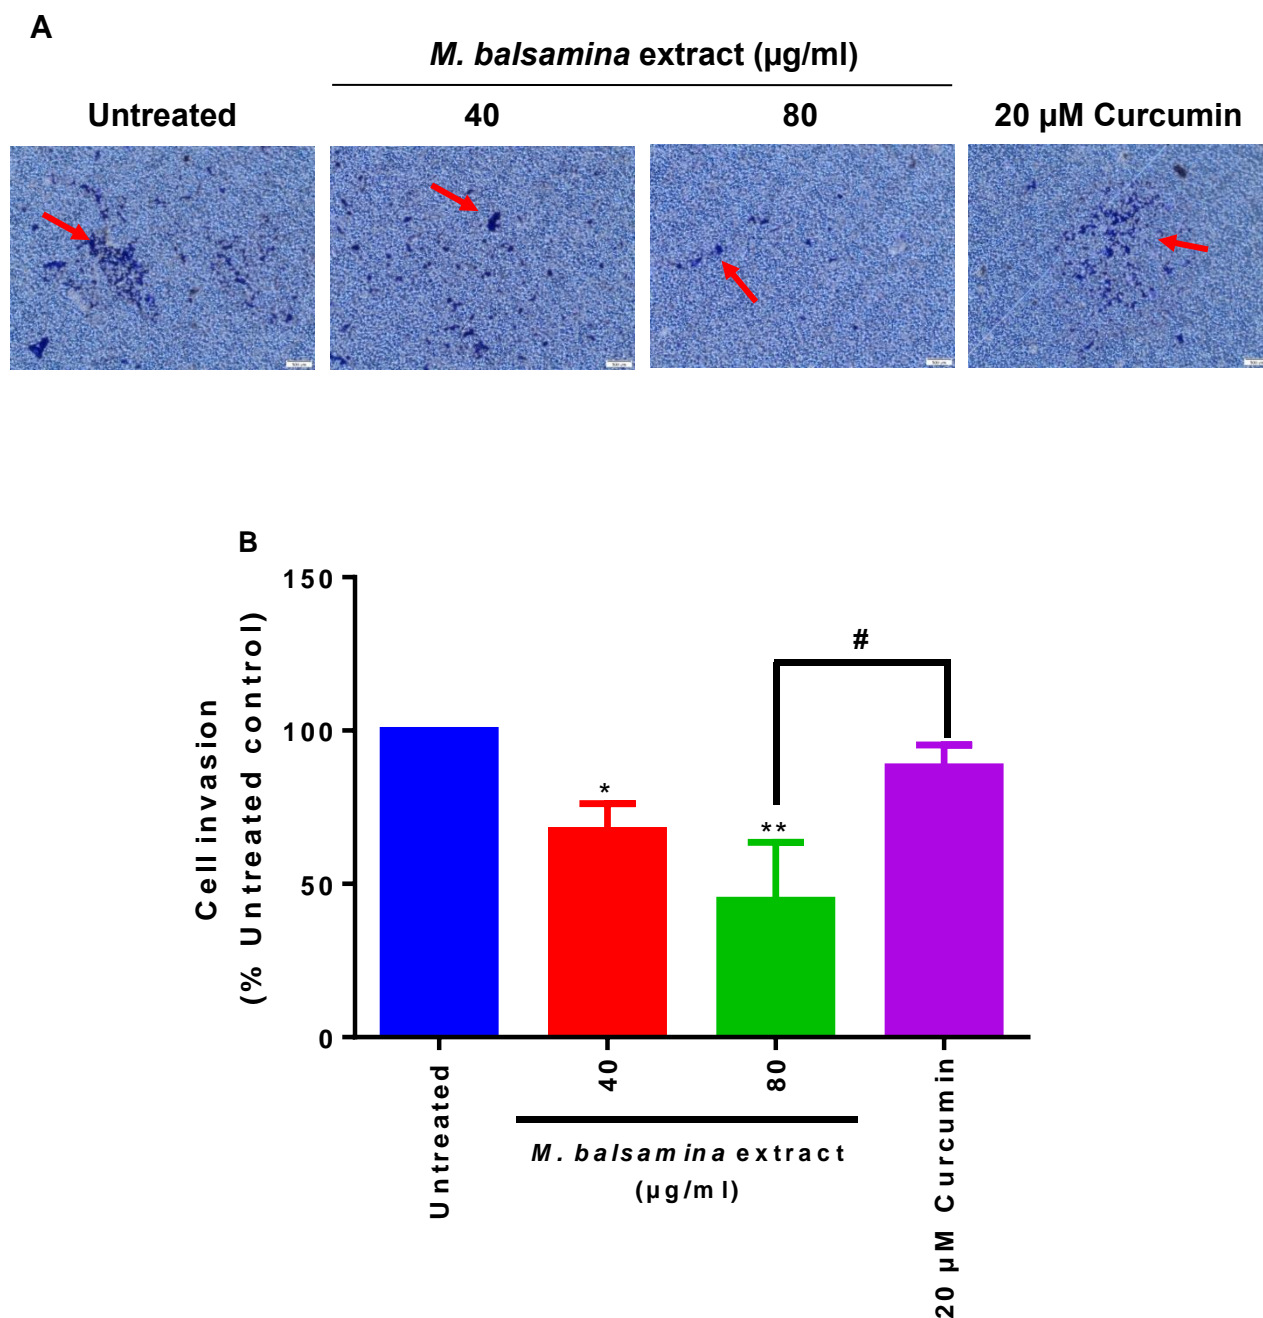 A
M. balsamina extract (µg/ml)
Untreated
40
80
20 µM Curcumin
B
Cell invasion
(% Untreated control)
150
100
50
0
*
**
#
Untreated
40
80
20 µM Curcumin
M. balsamina extract
(µg/ml)